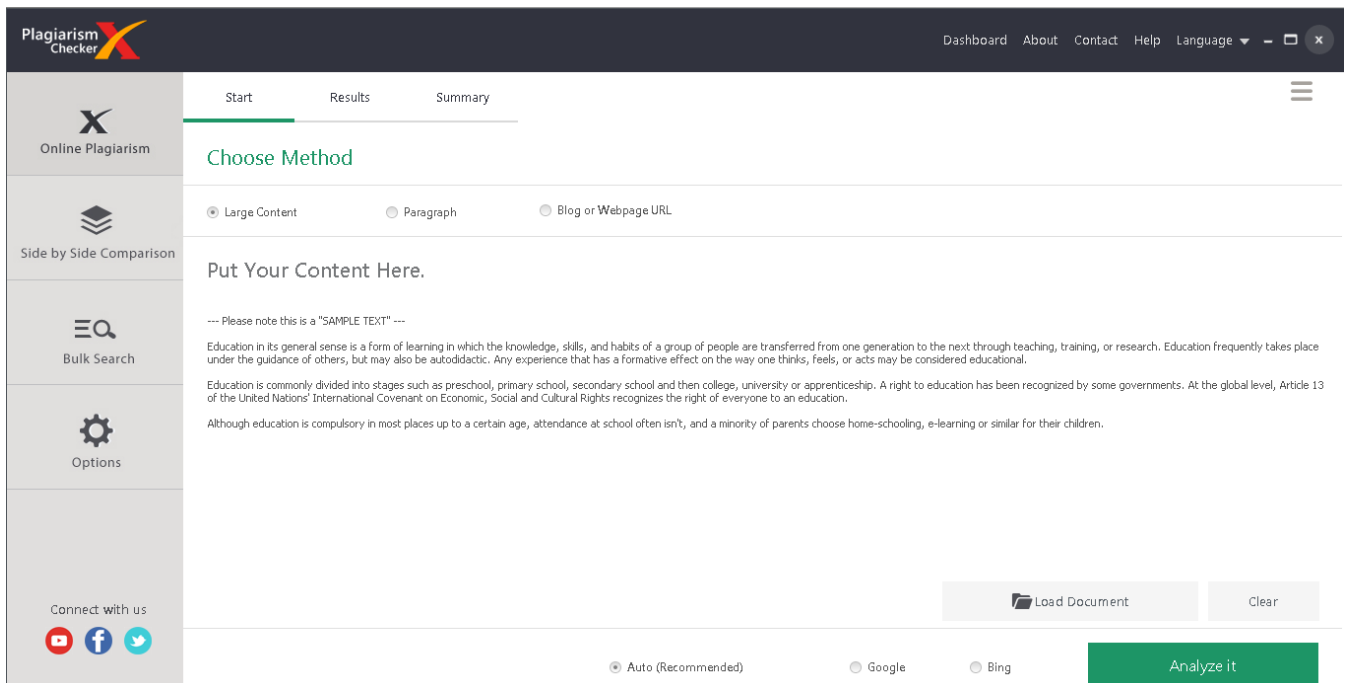 Plagiarism
Checker
Dashboard About Contact Help Language
Start Results Summary
Online Plagiarism
Choose Method
Large Content Paragraph Blog or Webpage URL
Side by Side Comparison
Put Your Content Here.
--- Please note this is a "SAMPLE TEXT" ---
Education in its general sense is a form of learning in which the knowledge, skills, and habits of a group of people are transferred from one generation to the next through teaching, training, or research. Education frequently takes place
under the guidance of others, but may also be autodidactic. Any experience that has a formative effect on the way one thinks, feels, or acts may be considered educational.
Bulk Search
Education is commonly divided into stages such as preschool, primary school, secondary school and then college, university or apprenticeship. A right to education has been recognized by some governments. At the global level, Article 13
of the United Nations' International Covenant on Economic, Social and Cultural Rights recognizes the right of everyone to an education.
Although education is compulsory in most places up to a certain age, attendance at school often isn't, and a minority of parents choose home-schooling, e-learning or similar for their children.
Options
Load Document Clear
Connect with us
Auto (Recommended) Google Bing Analyze it